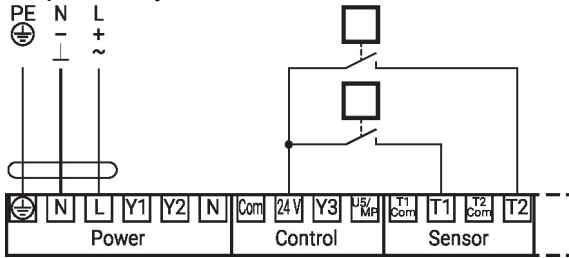 PE N L
− +
⊥ ~
N L Y1 Y2 N Com 24 V Y3 U5/MP T1 Com T1 T2 Com T2
Power Control Sensor